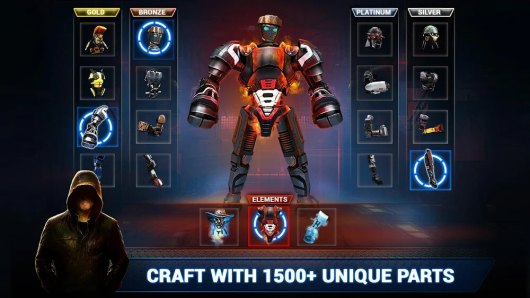 GOLD
BRONZE
PLATINUM
SILVER
ELEMENTS
CRAFT WITH 1500+ UNIQUE PARTS